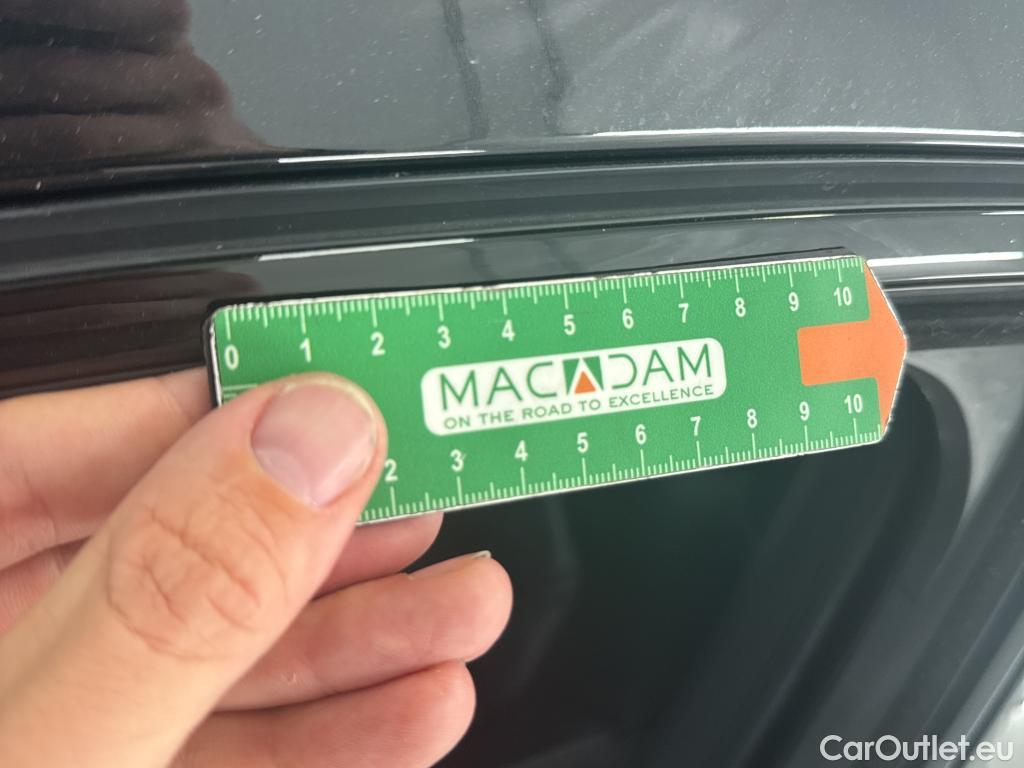 0 1 2 3 4 5 6 7 8 9 10
MACADAM
ON THE ROAD TO EXCELLENCE
2 3 4 5 6 7 8 9 10
CarOutlet.eu